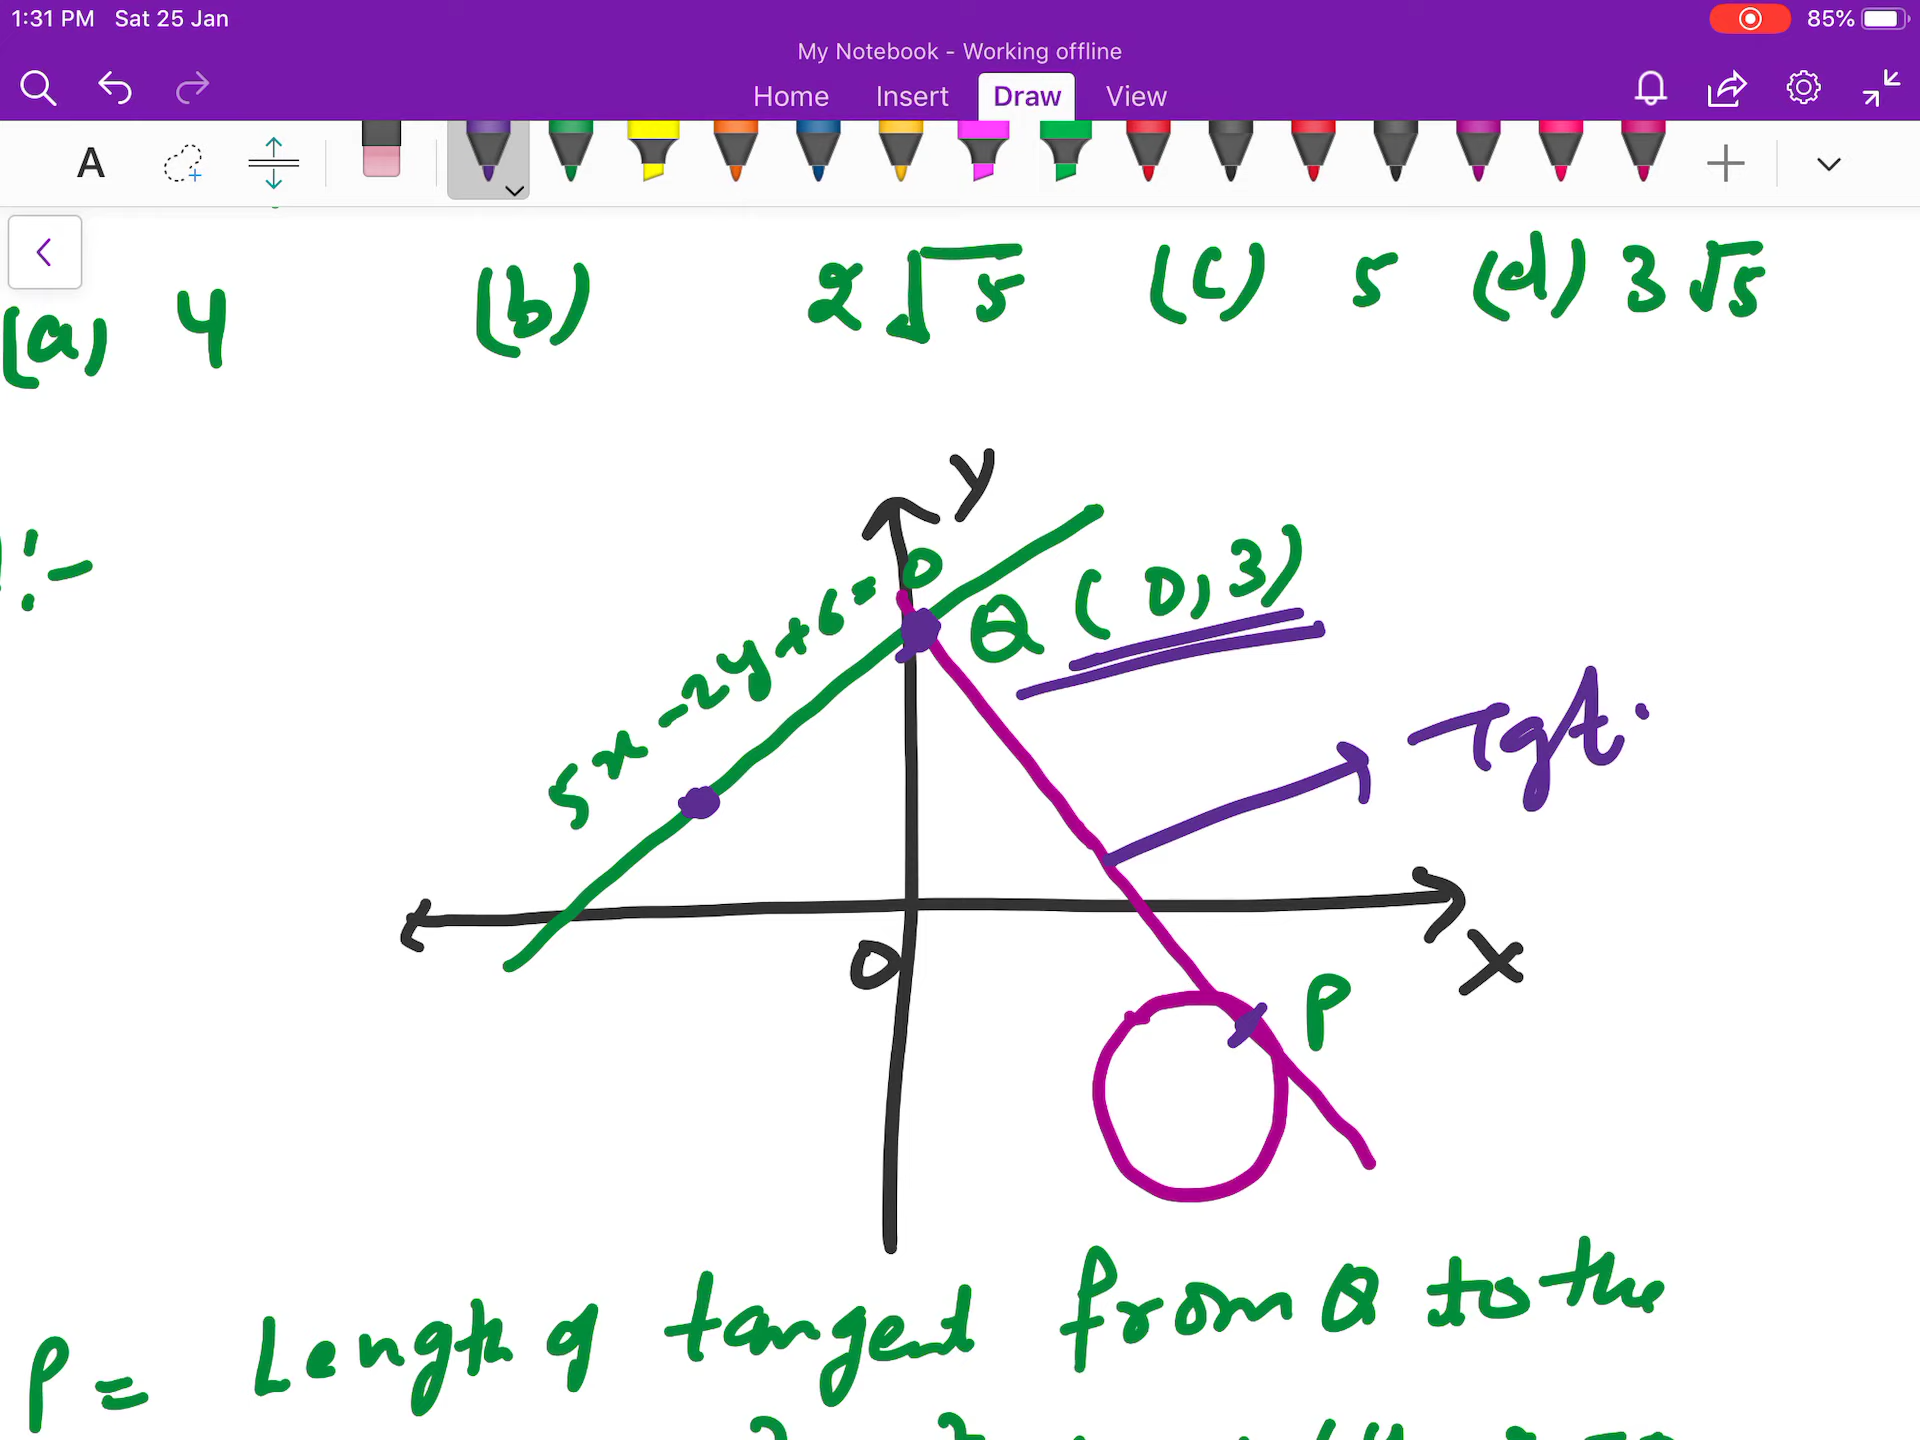 1:31 PM Sat 25 Jan
85%
My Notebook - Working offline
Home Insert Draw View
A
(a) 4 (b) 2√5 (c) 5 (d) 3√5
y
5x - 2y + 6 = 0
Q (0, 3)
:-
Tgt.
O
X
P
P = Length of tangent from Q to the